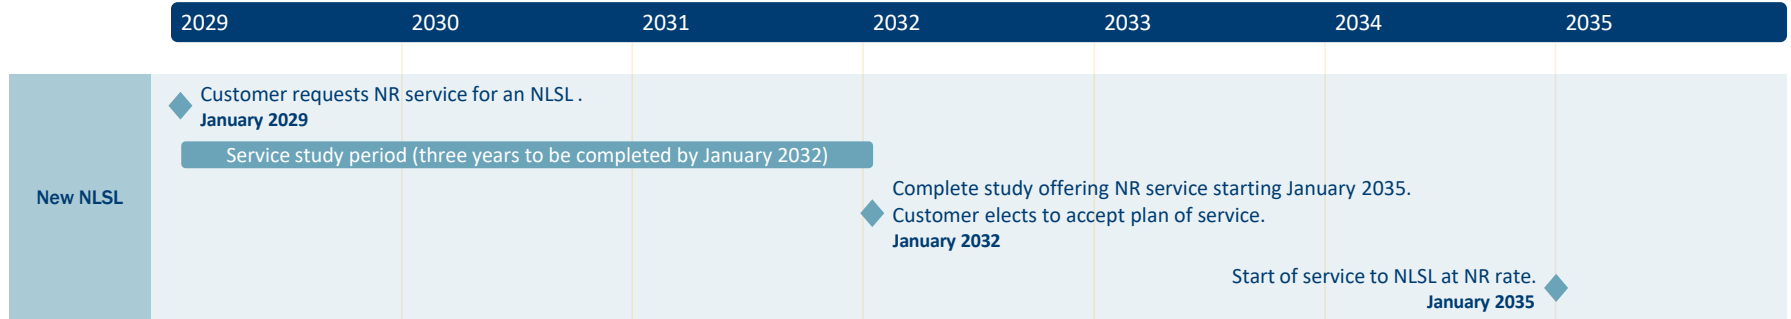 2029 2030 2031 2032 2033 2034 2035
New NLSL
Customer requests NR service for an NLSL .
January 2029
Service study period (three years to be completed by January 2032)
Complete study offering NR service starting January 2035.
Customer elects to accept plan of service.
January 2032
Start of service to NLSL at NR rate.
January 2035